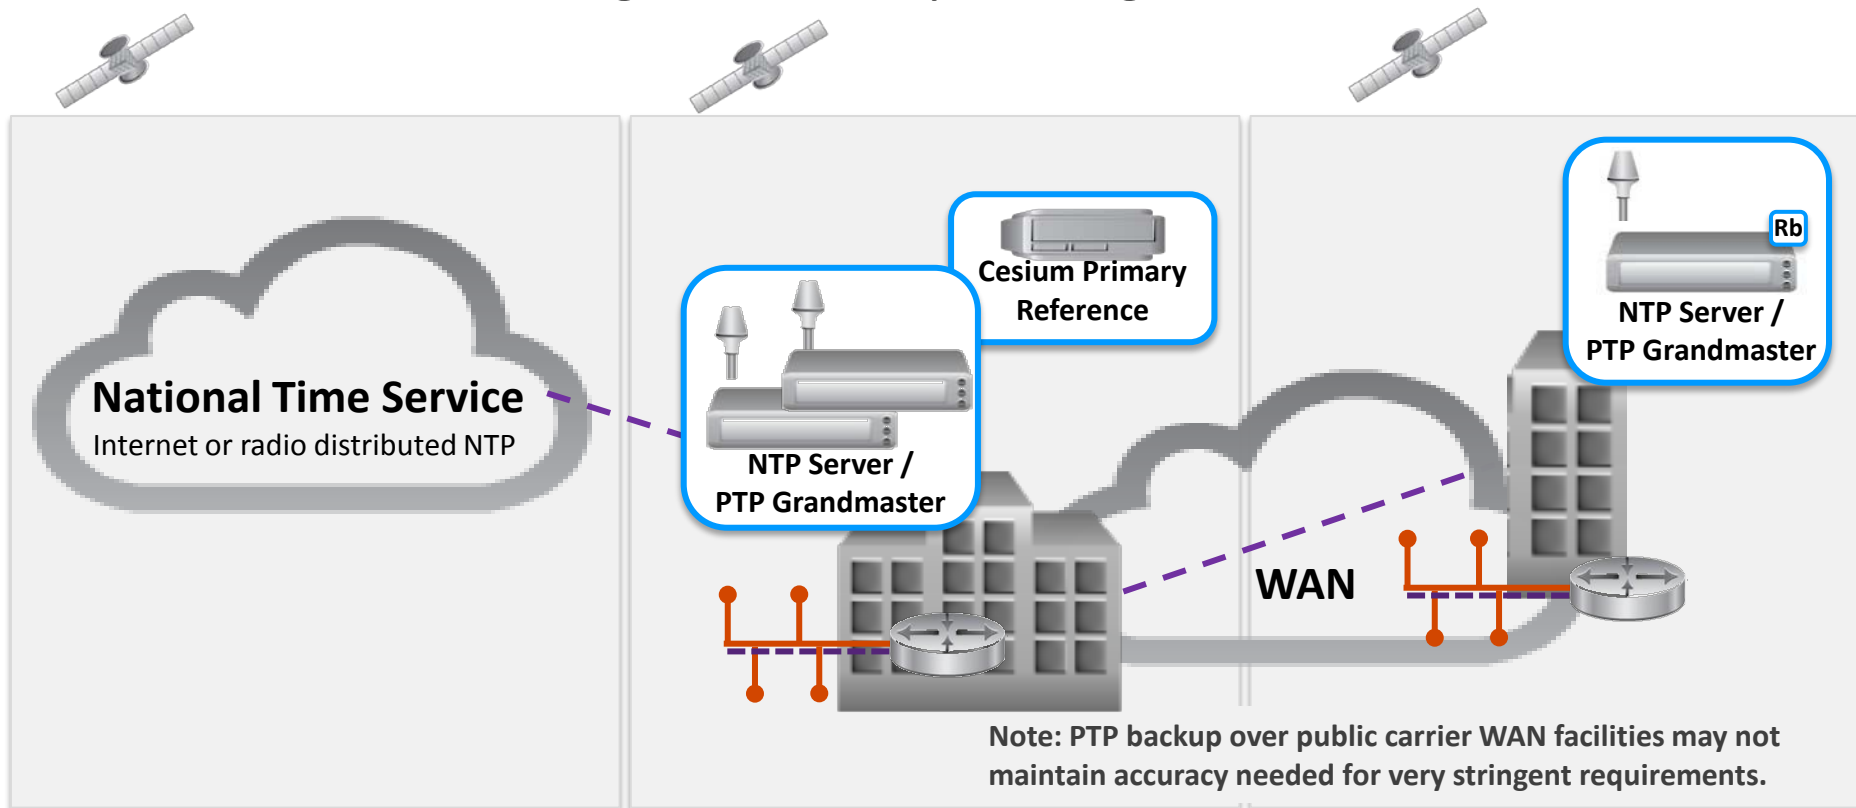 National Time Service
Internet or radio distributed NTP
Cesium Primary
Reference
NTP Server /
PTP Grandmaster
Rb
NTP Server /
PTP Grandmaster
WAN
Note: PTP backup over public carrier WAN facilities may not
maintain accuracy needed for very stringent requirements.